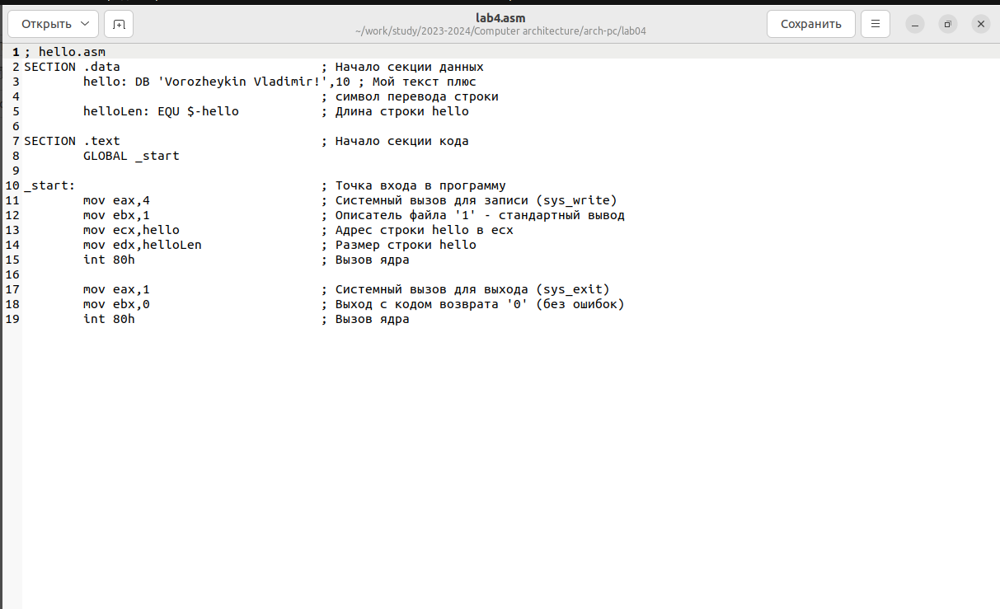 Открыть
lab4.asm
~/work/study/2023-2024/Computer architecture/arch-pc/lab04
Сохранить
1 ; hello.asm
2 SECTION .data ; Начало секции данных
3 hello: DB 'Vorozheykin Vladimir!',10 ; Мой текст плюс
4 ; символ перевода строки
5 helloLen: EQU $-hello ; Длина строки hello
6
7 SECTION .text ; Начало секции кода
8 GLOBAL _start
9
10 _start: ; Точка входа в программу
11 mov eax,4 ; Системный вызов для записи (sys_write)
12 mov ebx,1 ; Описатель файла '1' - стандартный вывод
13 mov ecx,hello ; Адрес строки hello в ecx
14 mov edx,helloLen ; Размер строки hello
15 int 80h ; Вызов ядра
16
17 mov eax,1 ; Системный вызов для выхода (sys_exit)
18 mov ebx,0 ; Выход с кодом возврата '0' (без ошибок)
19 int 80h ; Вызов ядра